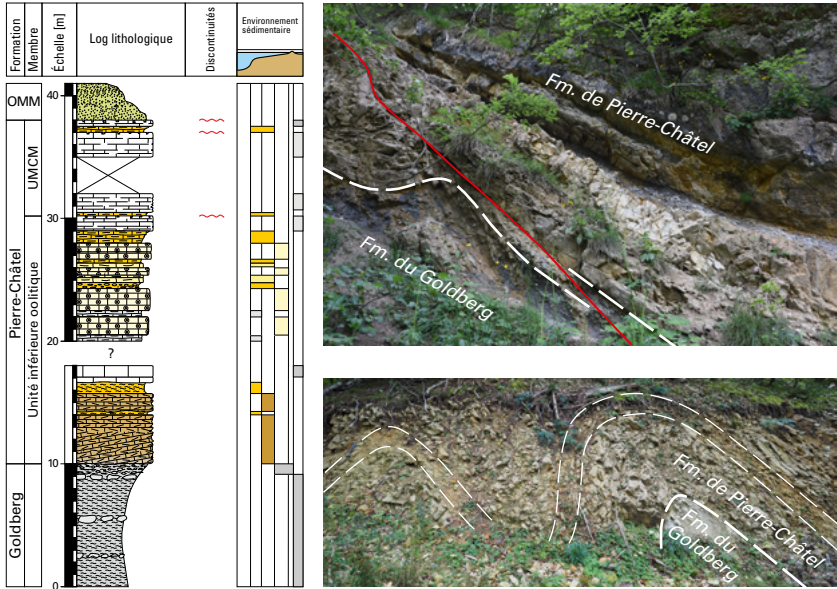 Formation
Membre
Échelle [m]
Log lithologique
Discontinuités
Environnement
sédimentaire
OMM
UMCM
Pierre-Châtel
Unité inférieure oolitique
Goldberg
40
30
20
?
10
0
Fm. de Pierre-Châtel
Fm. du Goldberg
Fm. de Pierre-Châtel
Fm. du
Goldberg